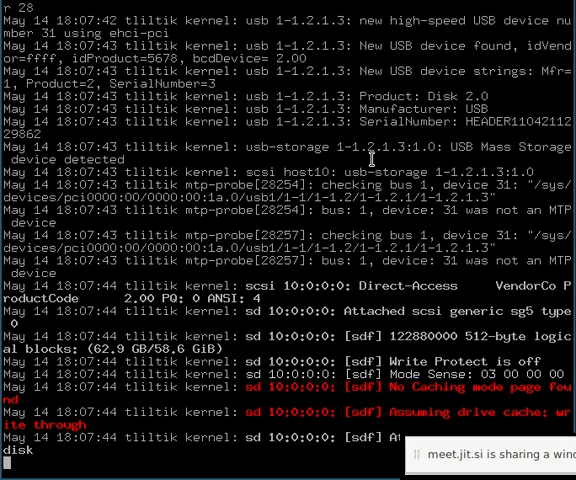 r 28
May 14 18:07:42 tliltik kernel: usb 1-1.2.1.3: new high-speed USB device nu
mber 31 using ehci-pci
May 14 18:07:43 tliltik kernel: usb 1-1.2.1.3: New USB device found, idVend
or=ffff, idProduct=5678, bcdDevice= 2.00
May 14 18:07:43 tliltik kernel: usb 1-1.2.1.3: New USB device strings: Mfr=
1, Product=2, SerialNumber=3
May 14 18:07:43 tliltik kernel: usb 1-1.2.1.3: Product: Disk 2.0
May 14 18:07:43 tliltik kernel: usb 1-1.2.1.3: Manufacturer: USB
May 14 18:07:43 tliltik kernel: usb 1-1.2.1.3: SerialNumber: HEADER11042112
29862
May 14 18:07:43 tliltik kernel: usb-storage 1-1.2.1.3:1.0: USB Mass Storage
 device detected
May 14 18:07:43 tliltik kernel: scsi host10: usb-storage 1-1.2.1.3:1.0
May 14 18:07:43 tliltik mtp-probe[28254]: checking bus 1, device 31: "/sys/
devices/pci0000:00/0000:00:1a.0/usb1/1-1/1-1.2/1-1.2.1/1-1.2.1.3"
May 14 18:07:43 tliltik mtp-probe[28254]: bus: 1, device: 31 was not an MTP
 device
May 14 18:07:43 tliltik mtp-probe[28257]: checking bus 1, device 31: "/sys/
devices/pci0000:00/0000:00:1a.0/usb1/1-1/1-1.2/1-1.2.1/1-1.2.1.3"
May 14 18:07:43 tliltik mtp-probe[28257]: bus: 1, device: 31 was not an MTP
 device
May 14 18:07:44 tliltik kernel: scsi 10:0:0:0: Direct-Access     VendorCo P
roductCode      2.00 PQ: 0 ANSI: 4
May 14 18:07:44 tliltik kernel: sd 10:0:0:0: Attached scsi generic sg5 type
 0
May 14 18:07:44 tliltik kernel: sd 10:0:0:0: [sdf] 122880000 512-byte logic
al blocks: (62.9 GB/58.6 GiB)
May 14 18:07:44 tliltik kernel: sd 10:0:0:0: [sdf] Write Protect is off
May 14 18:07:44 tliltik kernel: sd 10:0:0:0: [sdf] Mode Sense: 03 00 00 00
May 14 18:07:44 tliltik kernel: sd 10:0:0:0: [sdf] No Caching mode page fou
nd
May 14 18:07:44 tliltik kernel: sd 10:0:0:0: [sdf] Assuming drive cache: wr
ite through
May 14 18:07:44 tliltik kernel: sd 10:0:0:0: [sdf]
disk
meet.jit.si is sharing a